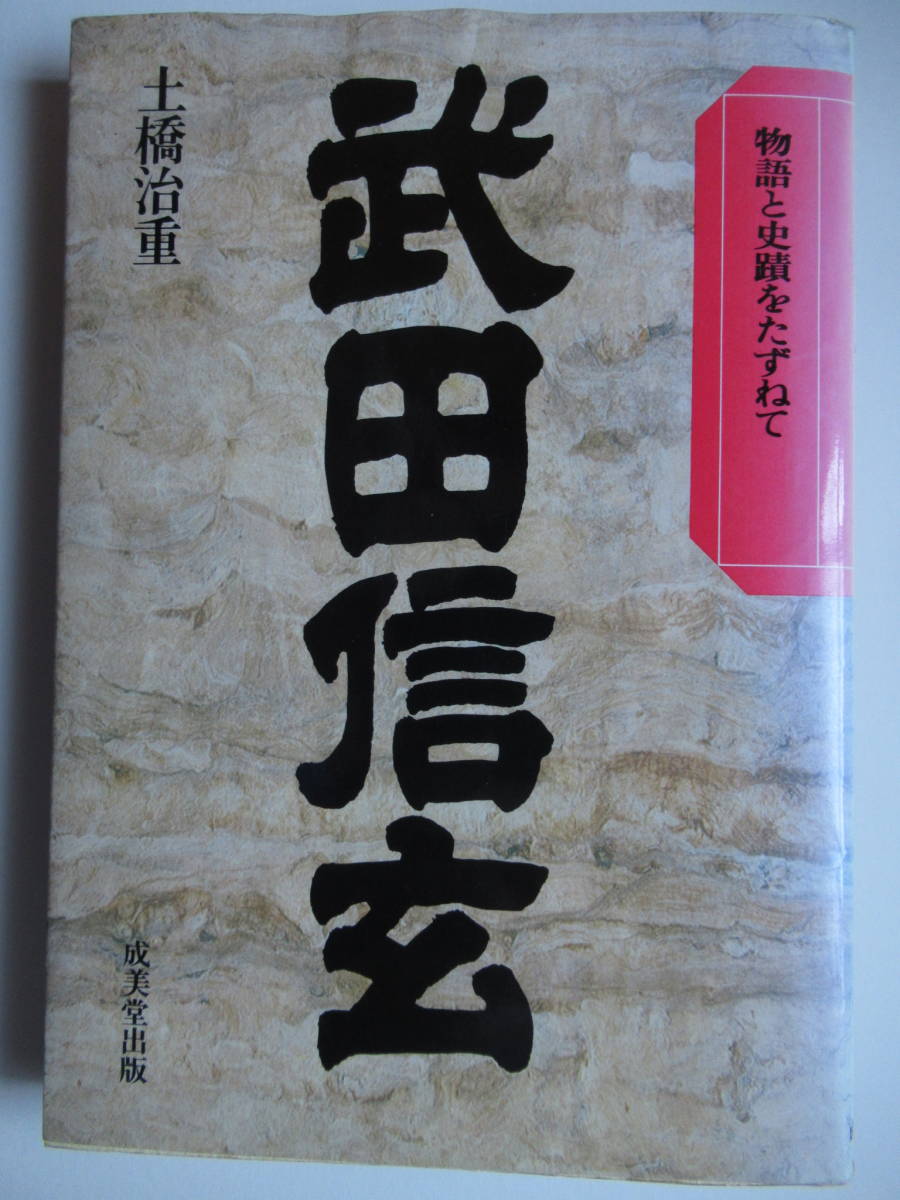 物語と史蹟をたずねて
武田信玄
土橋治重
成美堂出版